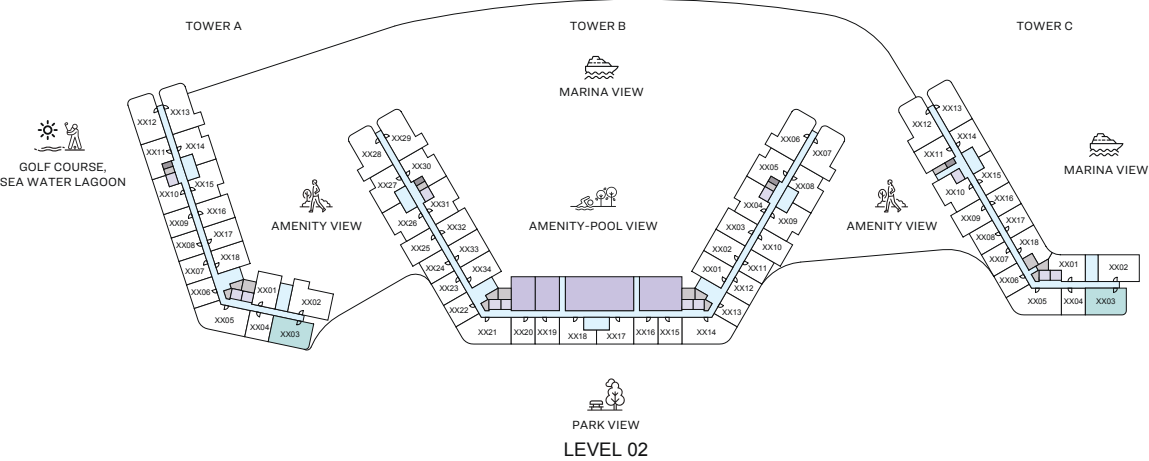 TOWER A
TOWER B
TOWER C
MARINA VIEW
GOLF COURSE,
SEA WATER LAGOON
AMENITY VIEW
AMENITY-POOL VIEW
AMENITY VIEW
MARINA VIEW
XX13
XX12
XX14
XX11
XX15
XX10
XX16
XX09
XX17
XX08
XX18
XX07
XX06
XX01
XX02
XX05
XX04
XX03
XX29
XX28
XX30
XX27
XX31
XX26
XX32
XX25
XX33
XX24
XX34
XX23
XX22
XX21
XX20
XX19
XX18
XX17
XX16
XX15
XX14
XX06
XX07
XX05
XX08
XX04
XX09
XX03
XX10
XX02
XX11
XX01
XX12
XX13
XX13
XX12
XX14
XX11
XX15
XX10
XX16
XX09
XX17
XX08
XX18
XX07
XX01
XX02
XX06
XX05
XX04
XX03
PARK VIEW
LEVEL 02